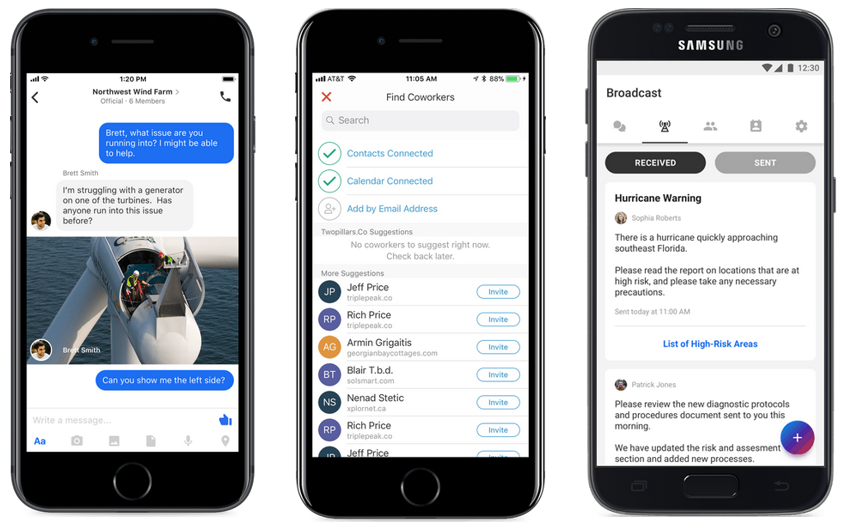 1:20 PM
Northwest Wind Farm
Official · 6 Members
Brett, what issue are you
running into? I might be able
to help.
Brett Smith
I'm struggling with a generator
on one of the turbines. Has
anyone run into this issue
before?
Brett Smith
Can you show me the left side?
Write a message...
Aa
AT&T
11:05 AM
88%
Find Coworkers
Search
Contacts Connected
Calendar Connected
Add by Email Address
Twopillars.Co Suggestions
No coworkers to suggest right now.
Check back later.
More Suggestions
JP
Jeff Price
triplepeak.co
Invite
RP
Rich Price
triplepeak.co
Invite
AG
Armin Grigaitis
georgianbaycottages.com
Invite
BT
Blair T.b.d.
solsmart.com
Invite
NS
Nenad Stetic
xplornet.ca
Invite
RP
Rich Price
triplepeak.co
Invite
JP
Jeff Price
SAMSUNG
12:30
Broadcast
RECEIVED
SENT
Hurricane Warning
Sophia Roberts
There is a hurricane quickly approaching
southeast Florida.
Please read the report on locations that are at
high risk, and please take any necessary
precautions.
Sent today at 11:00 AM
List of High-Risk Areas
Patrick Jones
Please review the new diagnostic protocols
and procedures document sent to you this
morning.
We have updated the risk and assesment
section and added new processes.